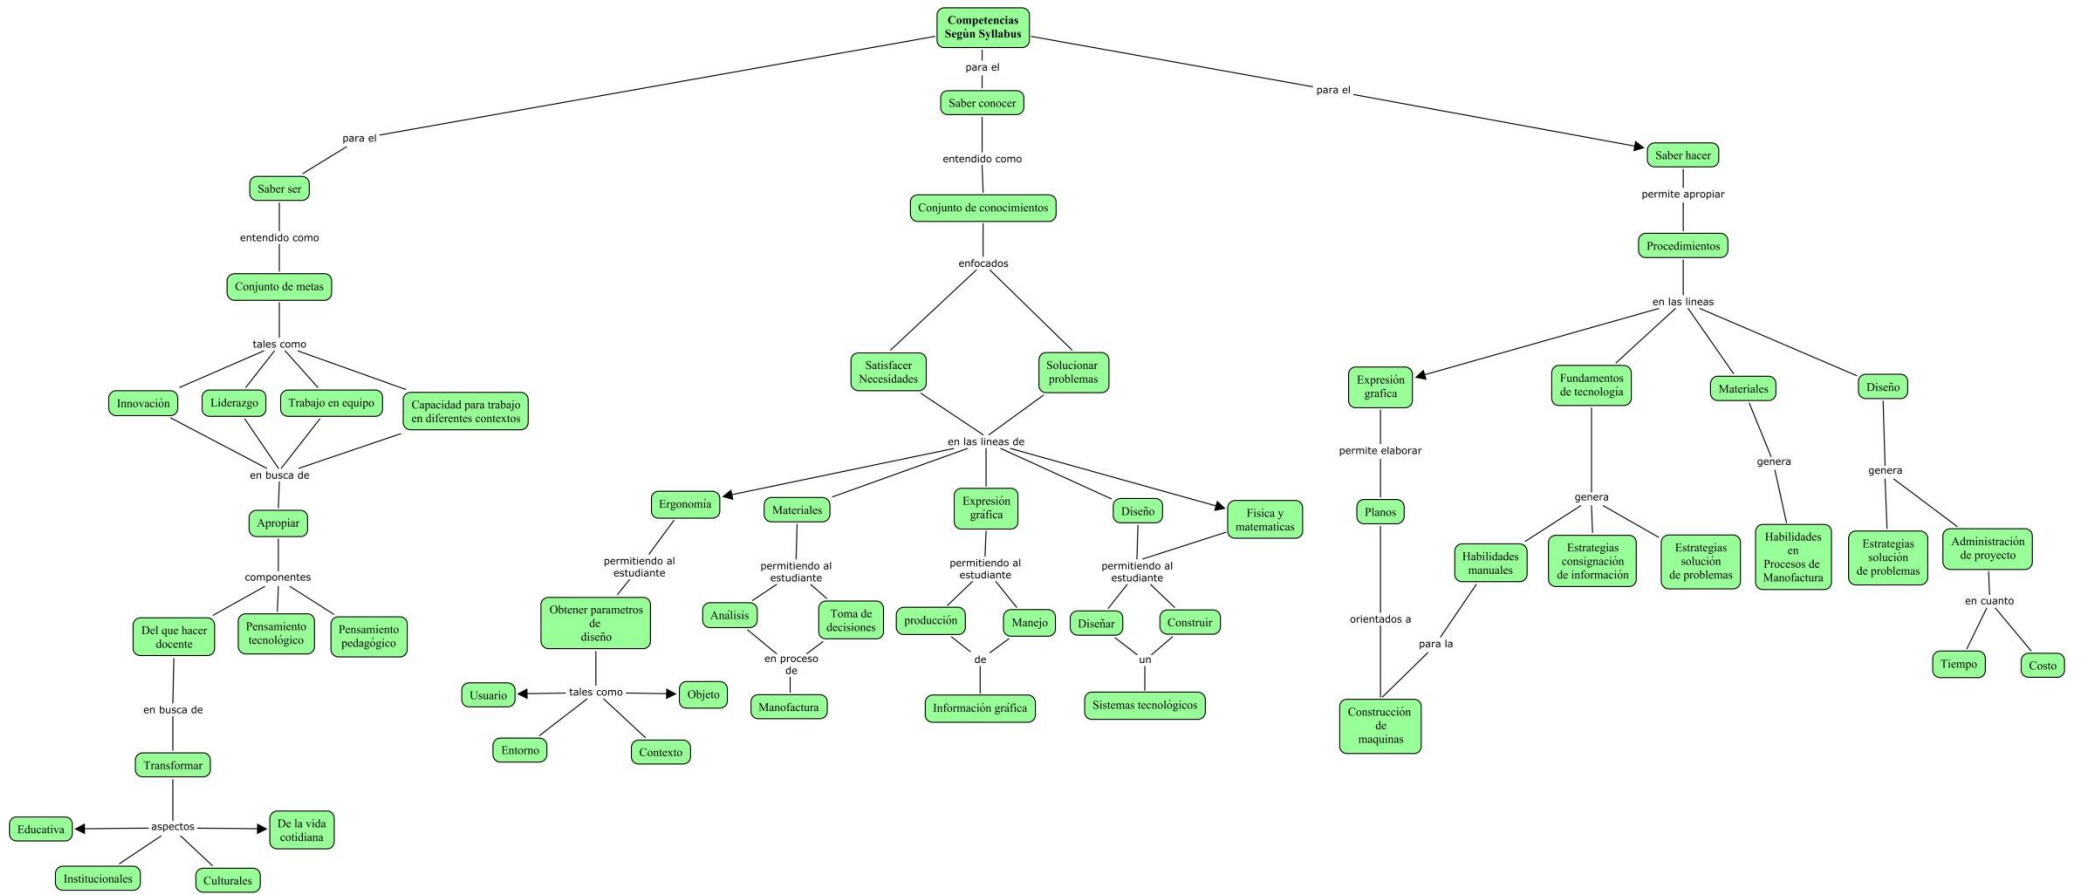 Competencias
Segùn Syllabus
para el
para el
para el
Saber conocer
Saber ser
entendido como
Saber hacer
entendido como
Conjunto de conocimientos
permite apropiar
Conjunto de metas
enfocados
Procedimientos
tales como
Satisfacer
Necesidades
Solucionar
problemas
en las lineas
Innovación
Liderazgo
Trabajo en equipo
Capacidad para trabajo
en diferentes contextos
Expresión
grafica
Fundamentos
de tecnología
Materiales
Diseño
en busca de
en las lineas de
permite elaborar
genera
genera
genera
Apropiar
Ergonomía
Materiales
Expresión
gráfica
Diseño
Fisica y
matematicas
Planos
componentes
permitiendo al
estudiante
permitiendo al
estudiante
permitiendo al
estudiante
permitiendo al
estudiante
Habilidades
manuales
Estrategias
consignación
de información
Estrategias
solución
de problemas
Habilidades
en
Procesos de
Manofactura
Estrategias
solución
de problemas
Administración
de proyecto
Del que hacer
docente
Pensamiento
tecnológico
Pensamiento
pedagógico
Obtener parametros
de
diseño
Análisis
Toma de
decisiones
producción
Manejo
Diseñar
Construir
orientados a
para la
en cuanto
en busca de
Usuario
tales como
Objeto
en proceso
de
de
un
Tiempo
Costo
Entorno
Contexto
Manofactura
Información gráfica
Sistemas tecnológicos
Construcción
de
maquinas
Transformar
Educativa
aspectos
De la vida
cotidiana
Institucionales
Culturales